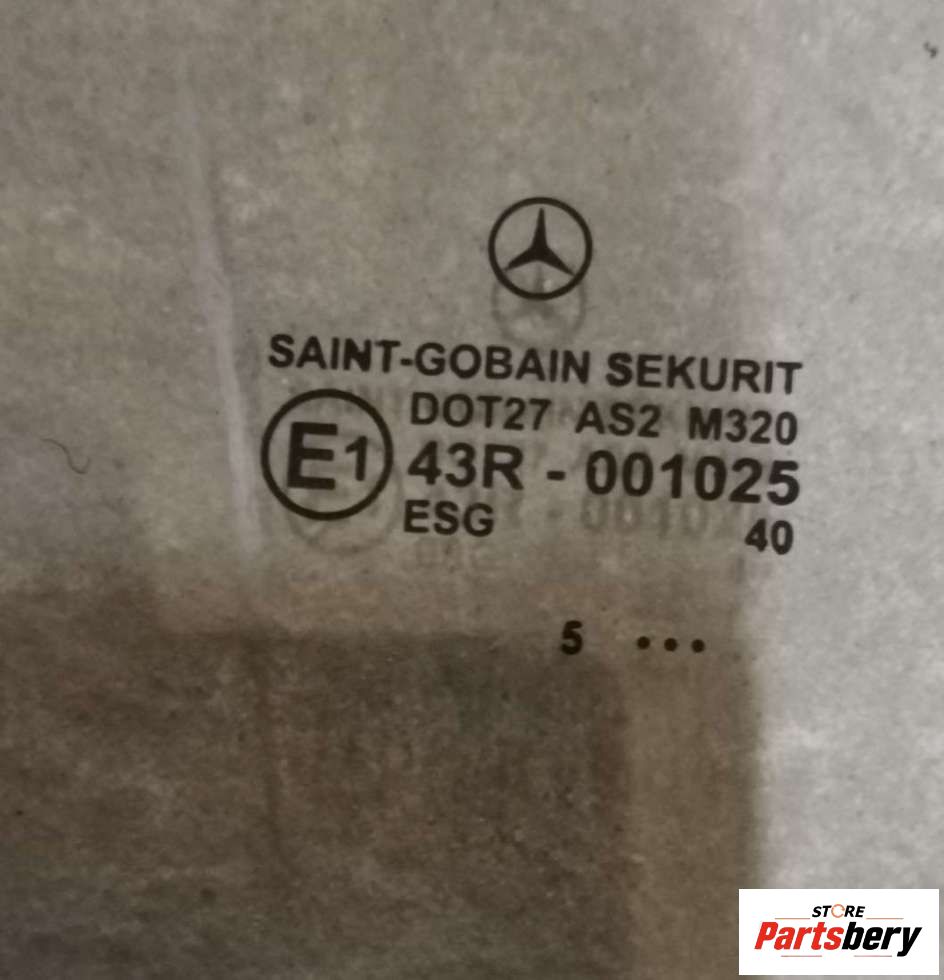 SAINT-GOBAIN SEKURIT
DOT27 AS2 M320
E1 43R - 001025
ESG 40
5 •••
STORE
Partsbery